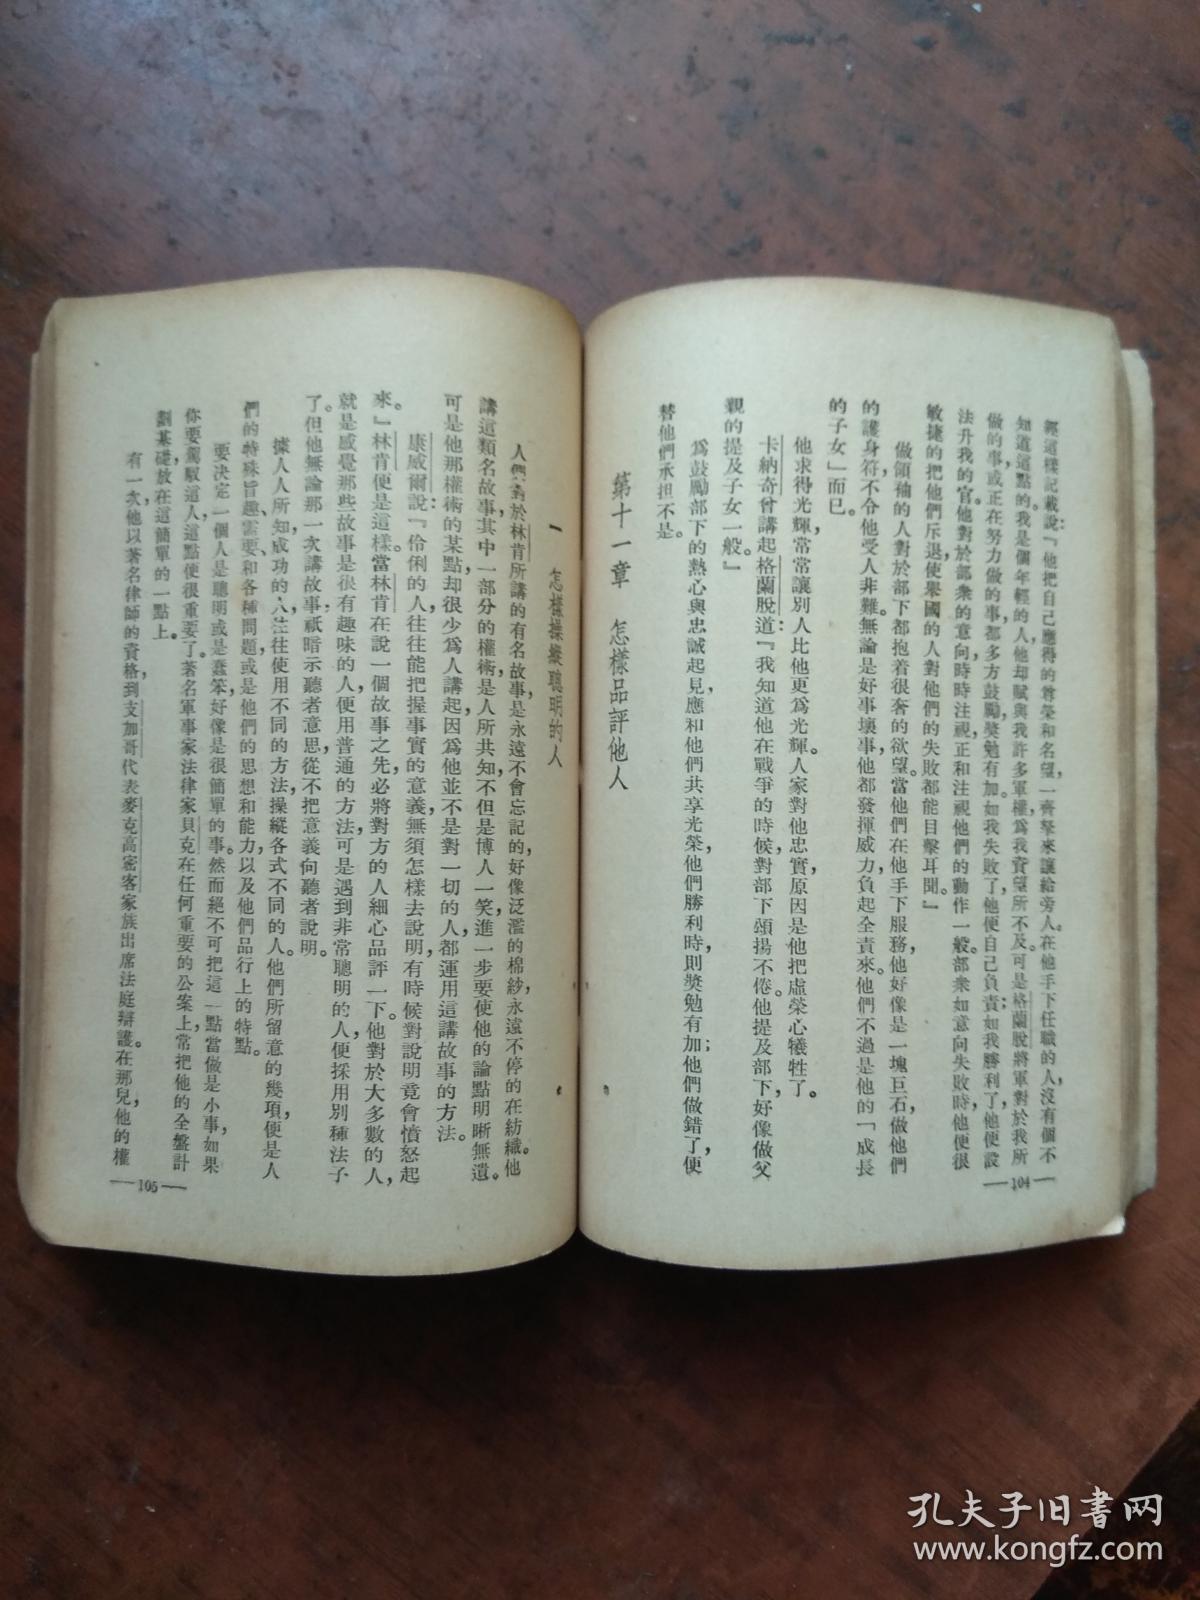 經這樣記載說：『他把自己應得的尊榮和名望，一齊拏來讓給旁人。在他手下任職的人，沒有個不
知道這點的。我是個年輕的人，他却賦與我許多軍權，爲我資望所不及。可是格蘭脫將軍對於我所
做的事，或正在努力做的事，都多方鼓勵，獎勉有加。如我失敗了，他便自己負責；如我勝利了，他便設
法升我的官。他對於部衆的意向，時時注視，正和注視他們的動作一般。部衆如意向失敗時，他便很
敏捷的把他們斥退，使舉國的人，對他們的失敗都能目擊耳聞。』
做領袖的人，對於部下，都抱着很奢的欲望。當他們在他手下服務，他好像是一塊巨石，做他們
的護身符，不令他受人非難。無論是好事壞事，他都發揮威力，負起全責來。他們不過是他的「成長
的子女」而已。
他求得光輝，常常讓別人比他更爲光輝。人家對他忠實，原因是他把虛榮心犧牲了。
卡納奇曾講起格蘭脫道：『我知道他在戰爭的時候，對部下頌揚不倦。他提及部下，好像做父
親的提及子女一般。』
爲鼓勵部下的熱心與忠誠起見，應和他們共享光榮，他們勝利時，則獎勉有加；他們做錯了，便
替他們承担不是。
—104—
第十一章　怎樣品評他人
一　怎樣操縱聰明的人
人們對於林肯所講的有名故事，是永遠不會忘記的，好像泛濫的棉紗，永遠不停的在紡織。他
講這類名故事，其中一部分的權術，是人所共知，不但是博人一笑，進一步要使他的論點明晰無遺。
可是他那權術的某點，却很少爲人講起，因爲他並不是對一切的人，都運用這講故事的方法。
康威爾說：『伶俐的人，往往能把握事實的意義，無須怎樣去說明，有時候對說明竟會憤怒起
來。』林肯便是這樣。當林肯在說一個故事之先，必將對方的人細心品評一下。他對於大多數的人，
就是感覺那些故事是很有趣味的人，便用普通的方法，可是遇到非常聰明的人，便採用別種法子
了。但他無論那一次講故事，祇暗示聽者意思，從不把意義向聽者說明。
據人人所知，成功的人，往往使用不同的方法，操縱各式不同的人。他們所留意的幾項，便是人
們的特殊旨趣、需要、和各種問題，或是他們的思想和能力，以及他們品行上的特點。
要決定一個人是聰明或是蠢笨，好像是很簡單的事。然而絕不可把這一點當做是小事，如果
你要駕馭這人，這點便很重要了。著名軍事家法律家貝克，在任何重要的公案上，常把他的全盤計
劃基礎，放在這簡單的一點上。
有一次，他以著名律師的資格，到支加哥代表麥克高密客家族出席法庭辯護。在那兒，他的權
—105—
孔夫子旧書网
www.kongfz.com